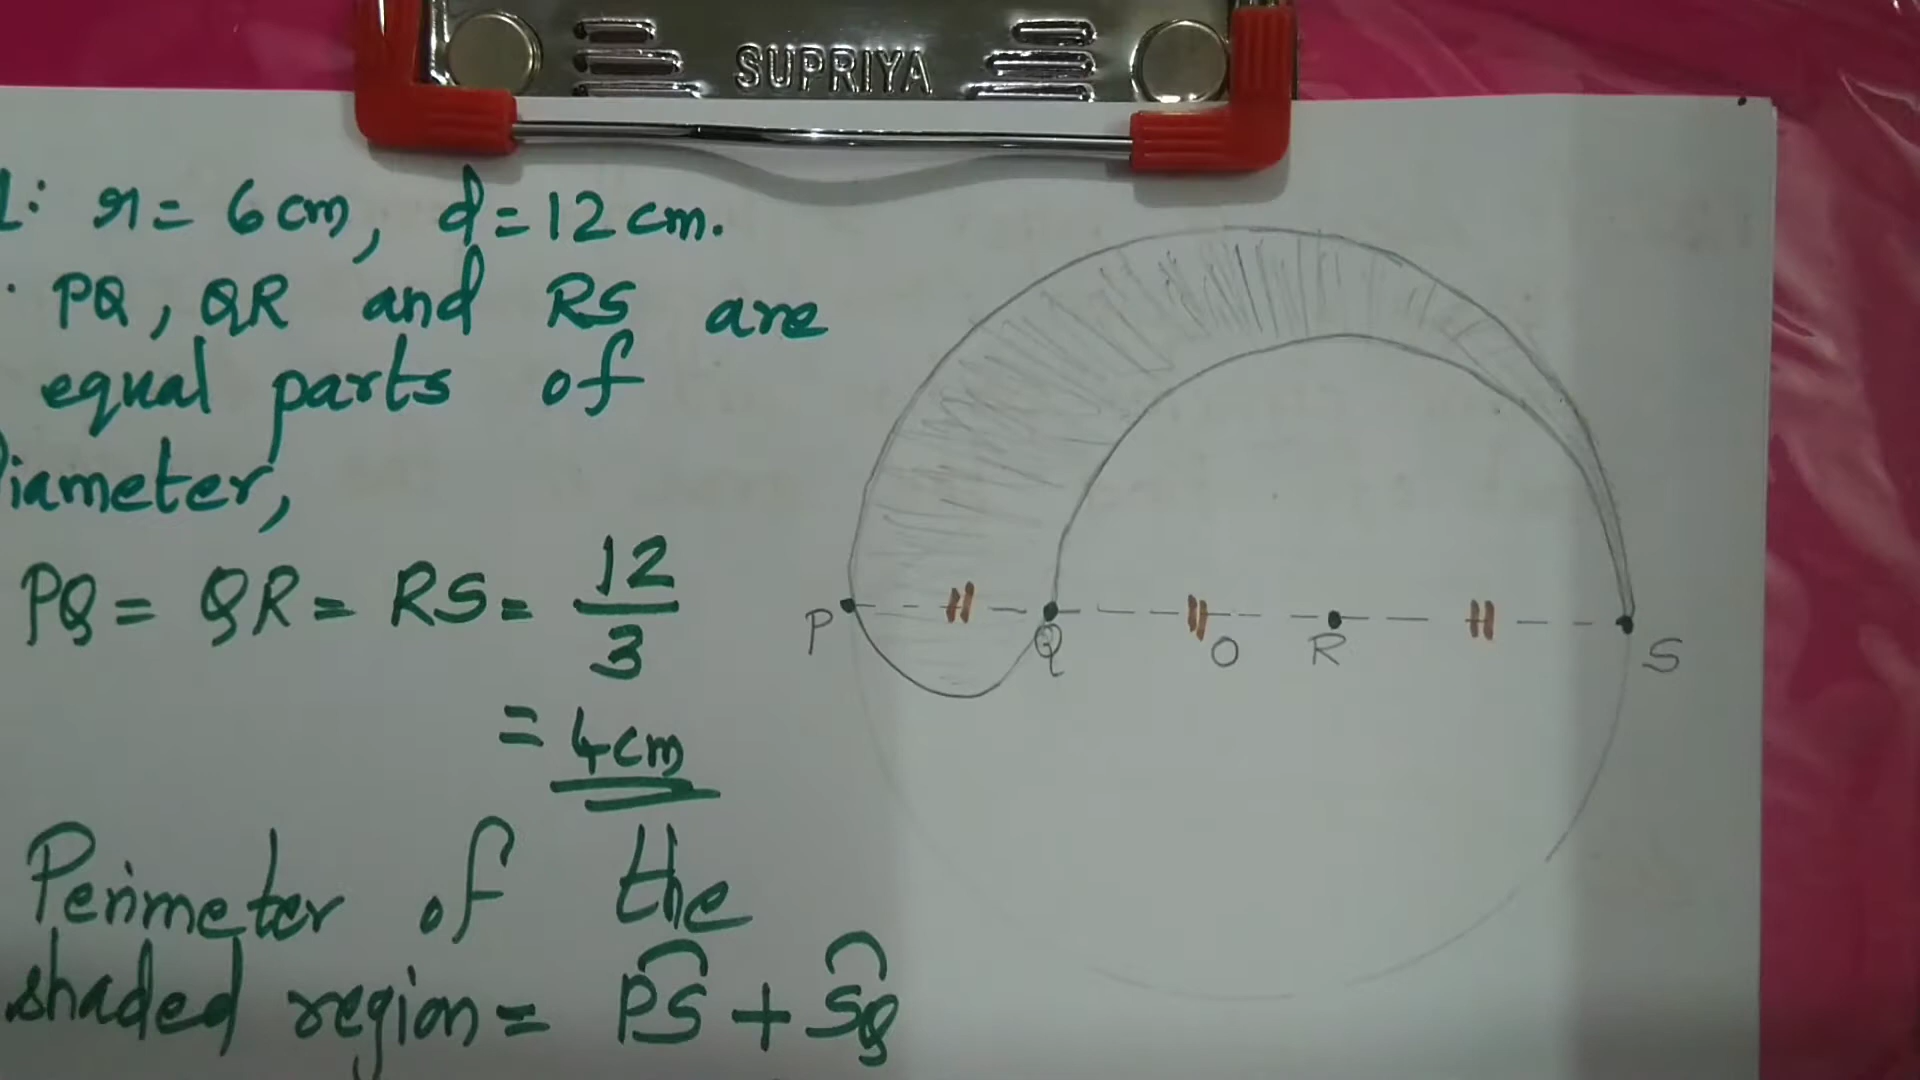 SUPRIYA
r = 6 cm, d = 12 cm.
PQ, QR and RS are
equal parts of
diameter,
PQ = QR = RS = 12/3
= 4cm
Perimeter of the
shaded region = PS + SQ
P Q O R S